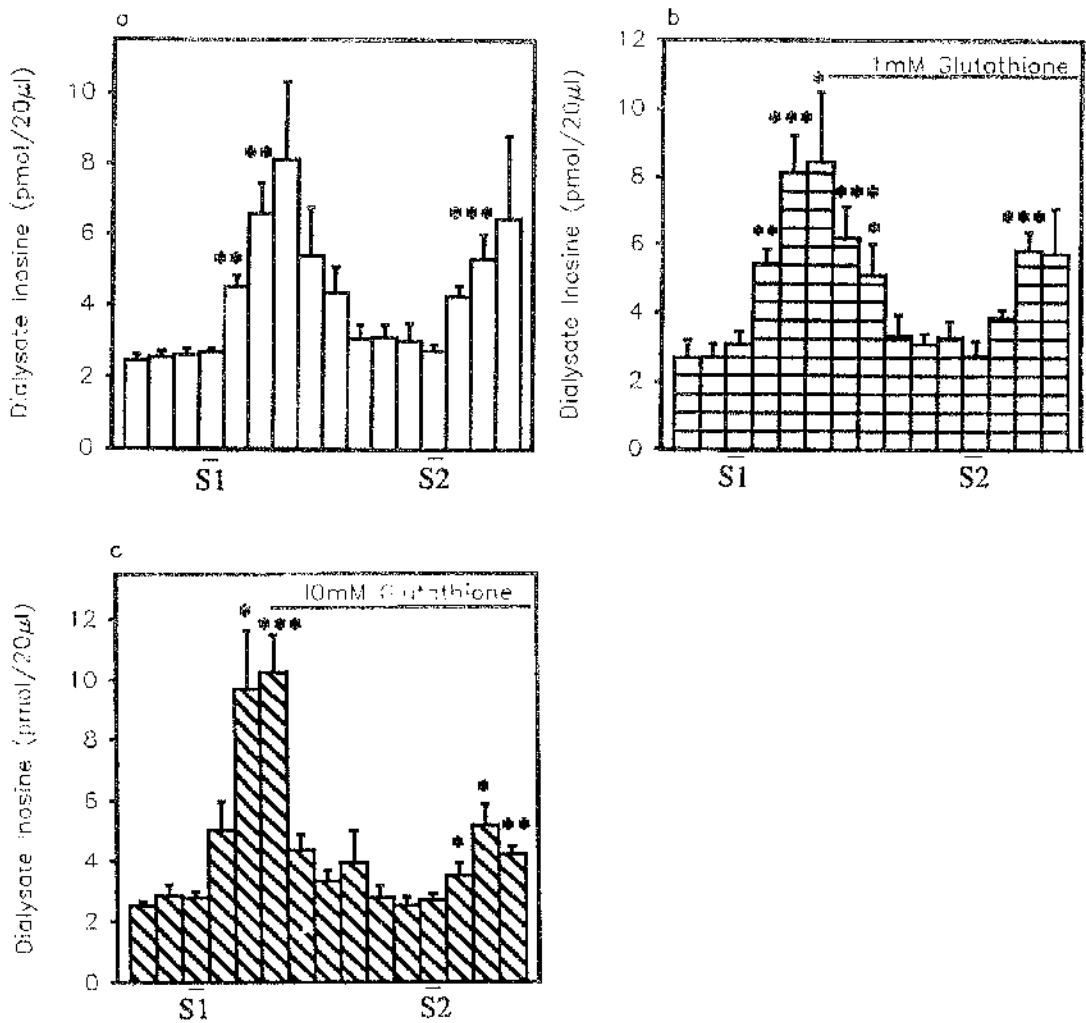 a
Dialysate Inosine (pmol/20µl)
10
8
6
4
2
0
**
**
***
S1
S2
b
Dialysate Inosine (pmol/20µl)
12
10
8
6
4
2
0
1mM Glutathione
**
***
*
***
*
***
S1
S2
c
Dialysate Inosine (pmol/20µl)
12
10
8
6
4
2
0
10mM Glutathione
*
***
*
*
**
S1
S2